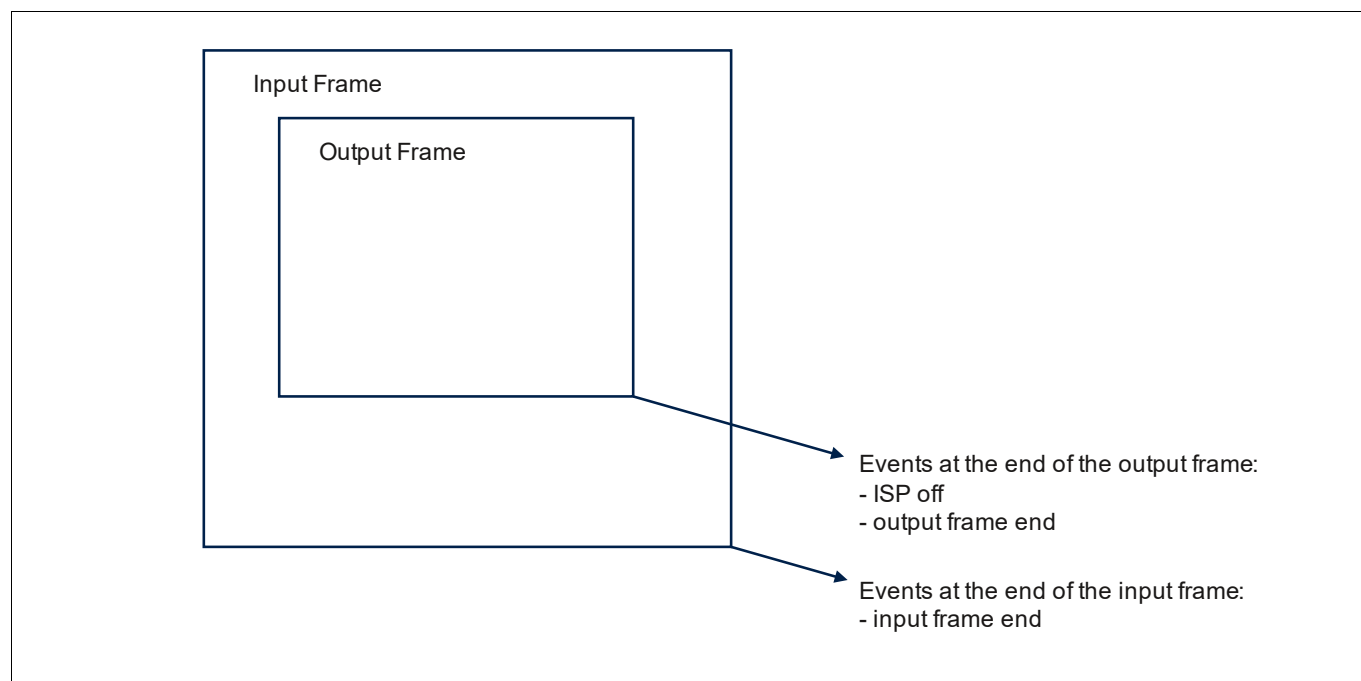 Input Frame
Output Frame
Events at the end of the output frame:
- ISP off
- output frame end
Events at the end of the input frame:
- input frame end